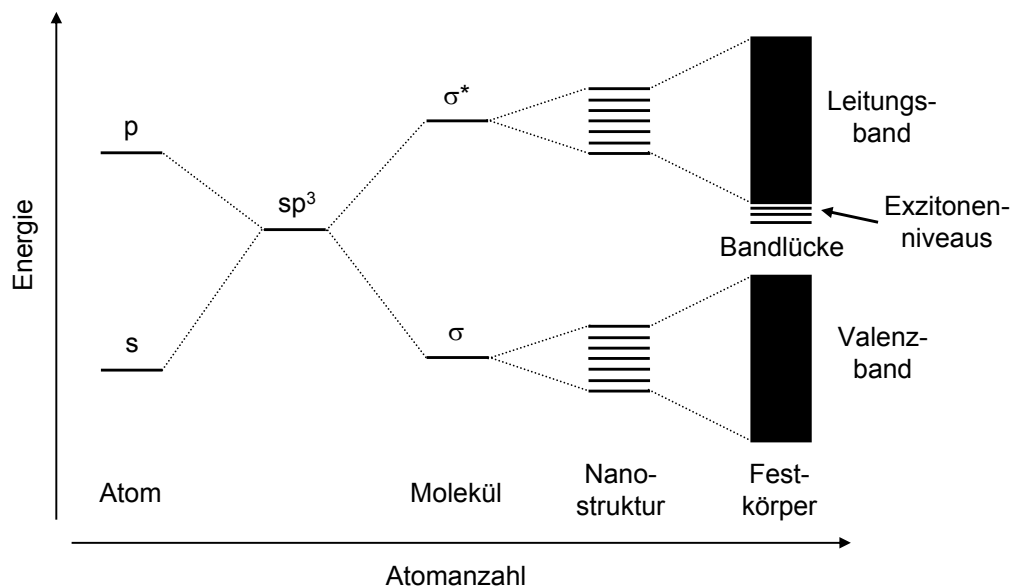 Energie
p
s
sp³
σ*
σ
Leitungs-
band
Exzitonen-
niveaus
Bandlücke
Valenz-
band
Atom
Molekül
Nano-
struktur
Fest-
körper
Atomanzahl